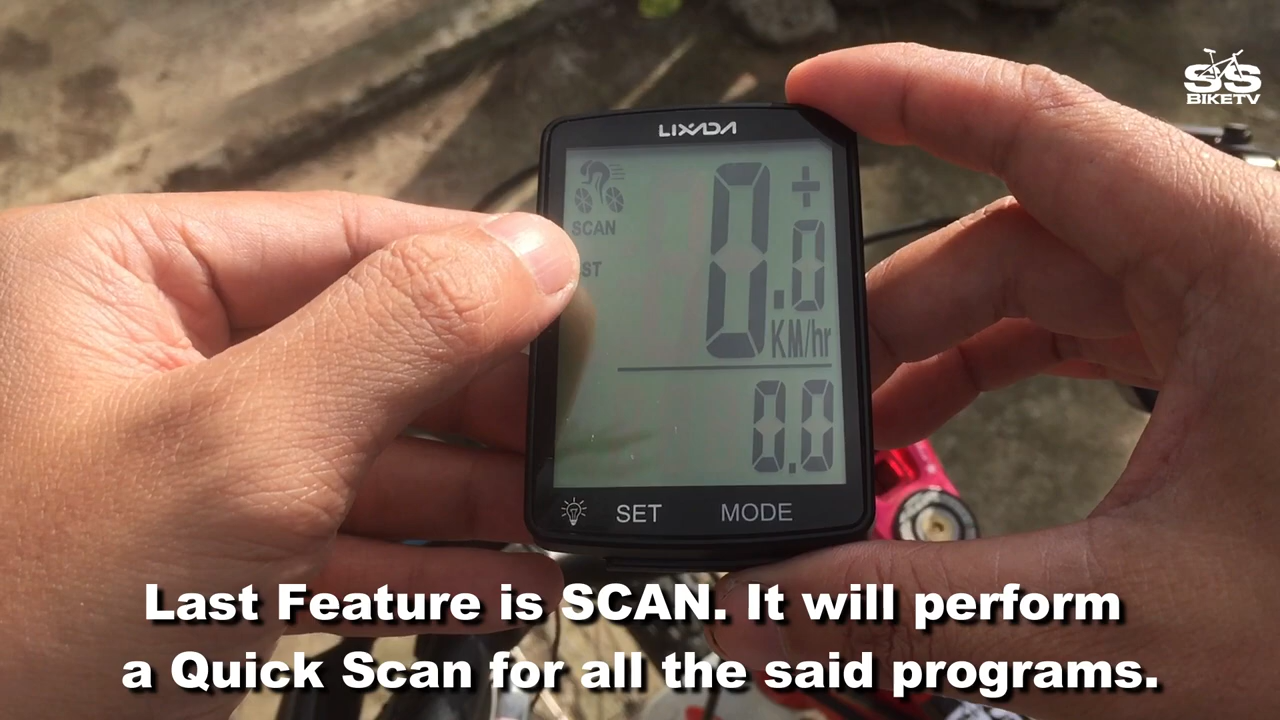 SS
BIKETV
LIXADA
SCAN
0.0
KM/hr
0.0
SET MODE
Last Feature is SCAN. It will perform
a Quick Scan for all the said programs.